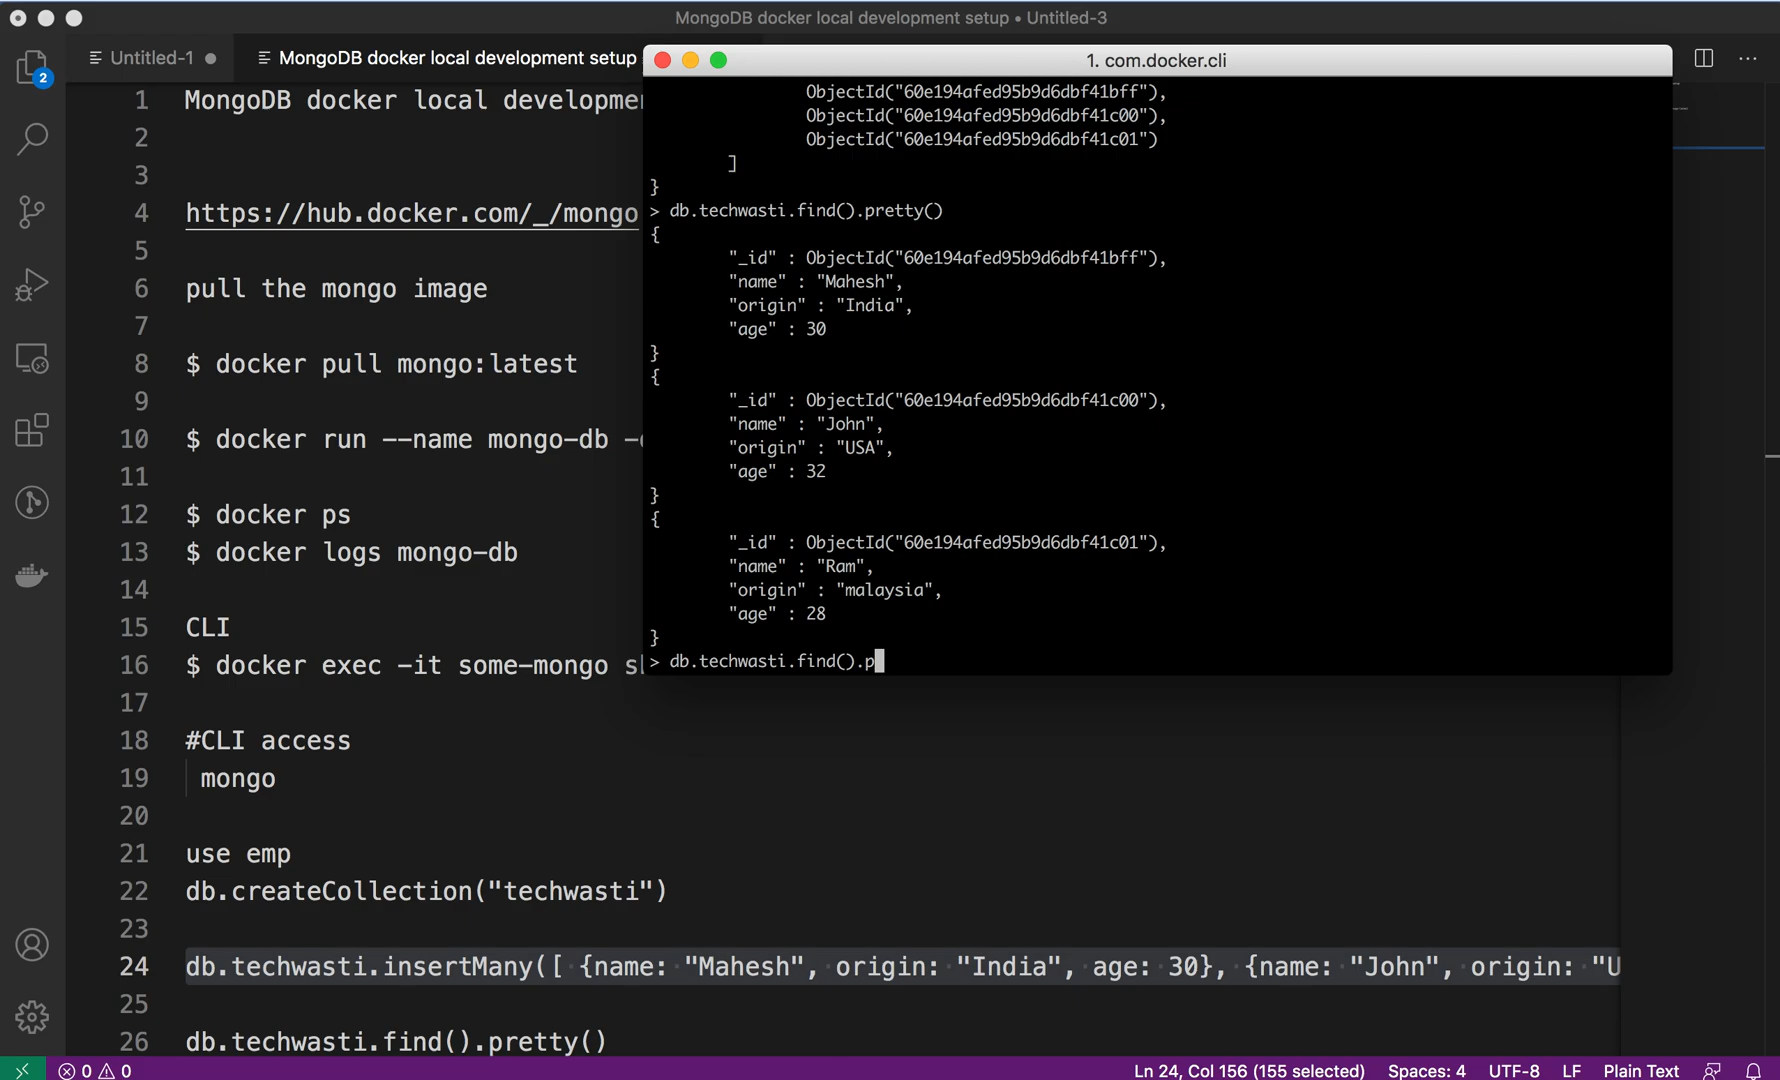 MongoDB docker local development setup • Untitled-3
Untitled-1
MongoDB docker local development setup
2
1. com.docker.cli
1 MongoDB docker local developme
2
3
4 https://hub.docker.com/_/mongo
5
6 pull the mongo image
7
8 $ docker pull mongo:latest
9
10 $ docker run --name mongo-db -
11
12 $ docker ps
13 $ docker logs mongo-db
14
15 CLI
16 $ docker exec -it some-mongo s
17
18 #CLI access
19 mongo
20
21 use emp
22 db.createCollection("techwasti")
23
24 db.techwasti.insertMany([ {name: "Mahesh", origin: "India", age: 30}, {name: "John", origin: "U
25
26 db.techwasti.find().pretty()
ObjectId("60e194afed95b9d6dbf41bff"),
ObjectId("60e194afed95b9d6dbf41c00"),
ObjectId("60e194afed95b9d6dbf41c01")
]
}
> db.techwasti.find().pretty()
{
"_id" : ObjectId("60e194afed95b9d6dbf41bff"),
"name" : "Mahesh",
"origin" : "India",
"age" : 30
}
{
"_id" : ObjectId("60e194afed95b9d6dbf41c00"),
"name" : "John",
"origin" : "USA",
"age" : 32
}
{
"_id" : ObjectId("60e194afed95b9d6dbf41c01"),
"name" : "Ram",
"origin" : "malaysia",
"age" : 28
}
> db.techwasti.find().p
0 0
Ln 24, Col 156 (155 selected) Spaces: 4 UTF-8 LF Plain Text